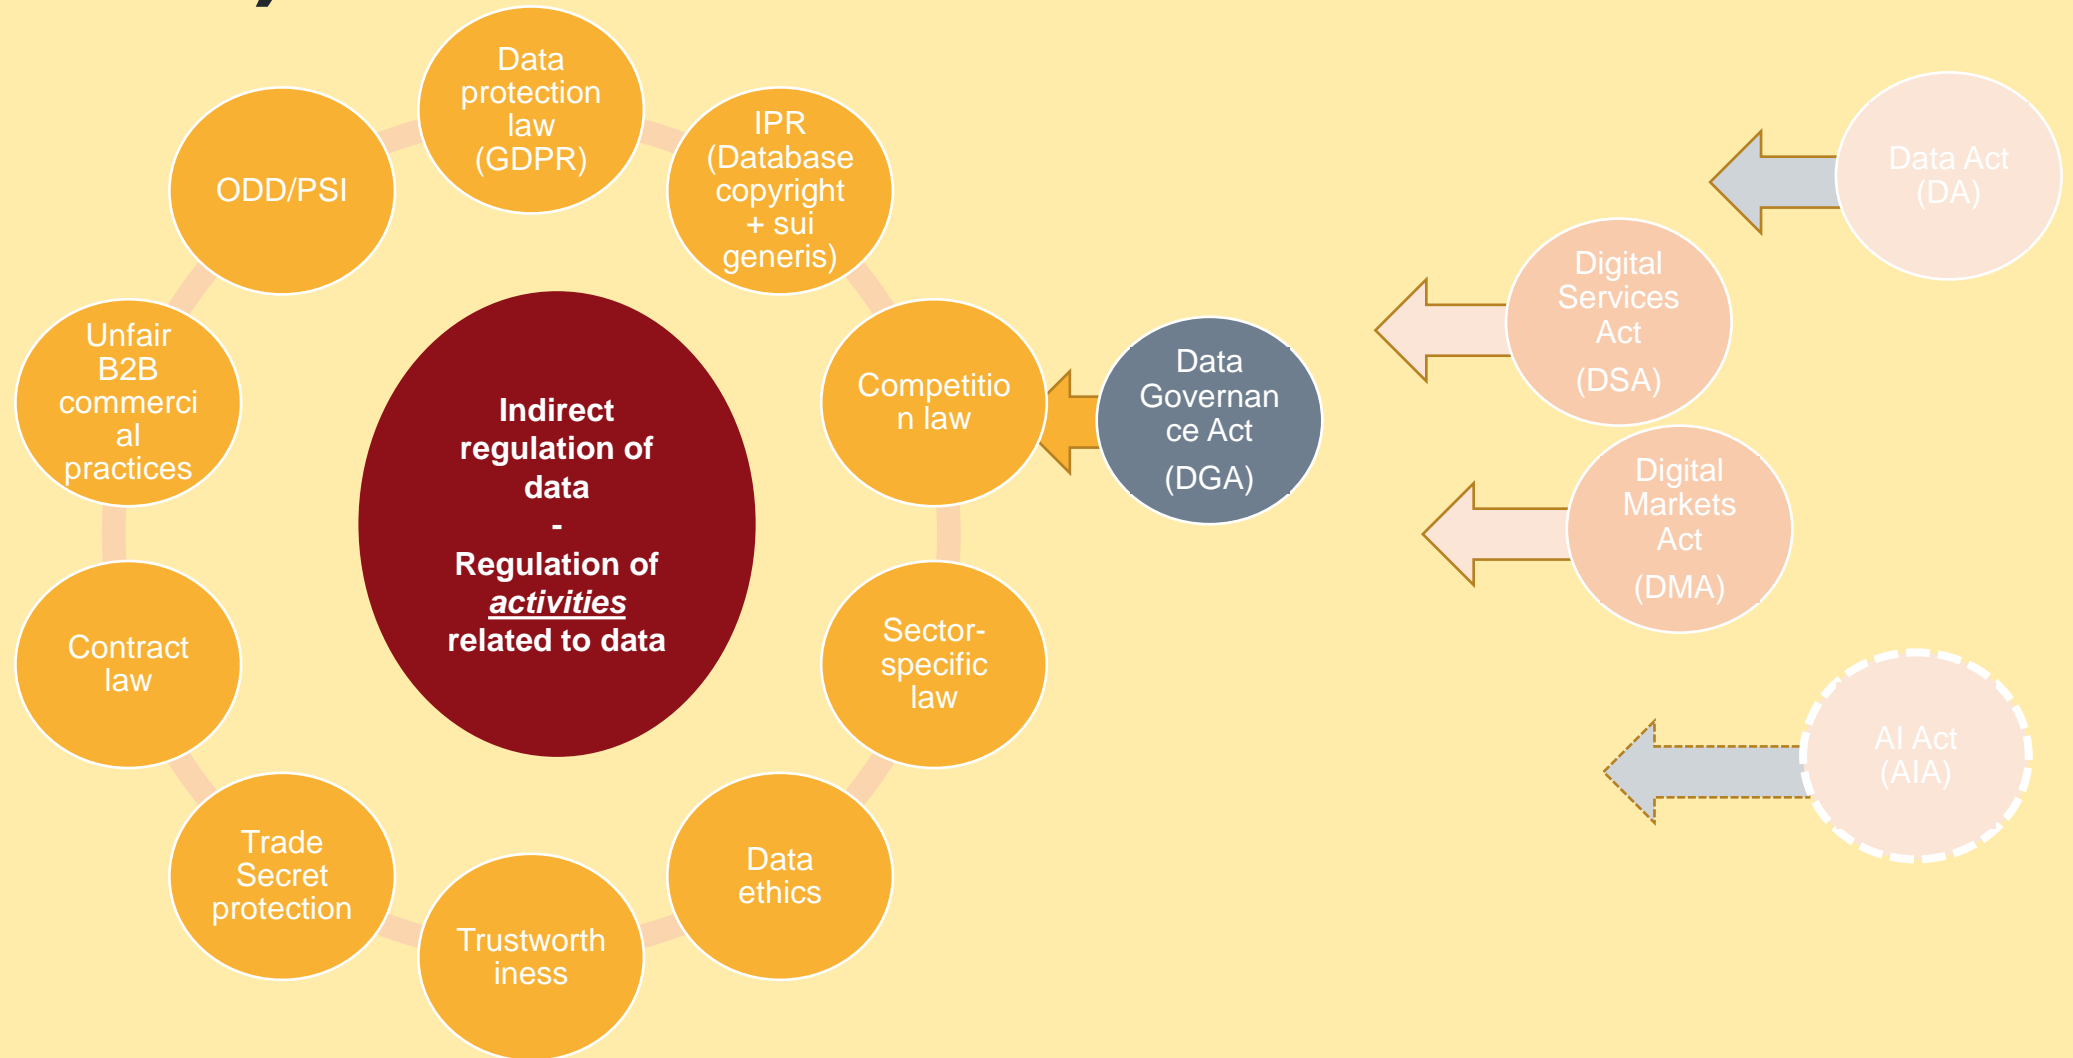 Data
protection
law
(GDPR)
IPR
(Database
copyright
+ sui
generis)
Competitio
n law
Sector-
specific
law
Data
ethics
Trustworth
iness
Trade
Secret
protection
Contract
law
Unfair
B2B
commerci
al
practices
ODD/PSI
Indirect
regulation of
data
-
Regulation of
activities
related to data
Data
Governan
ce Act
(DGA)
Digital
Services
Act
(DSA)
Digital
Markets
Act
(DMA)
Data Act
(DA)
AI Act
(AIA)